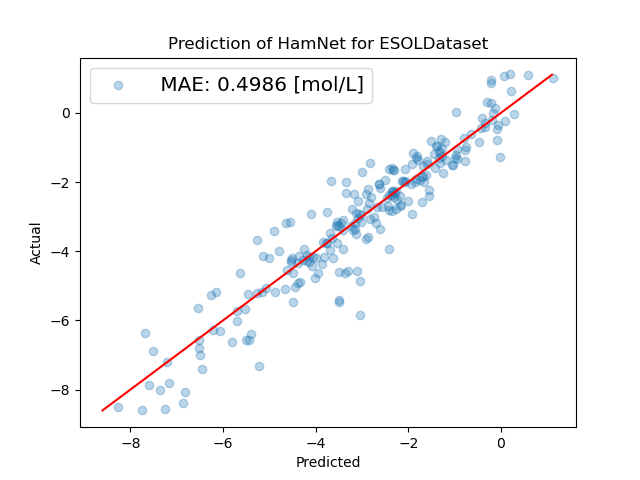 Prediction of HamNet for ESOLDataset
MAE: 0.4986 [mol/L]
0
−2
−4
−6
−8
Actual
−8 −6 −4 −2 0
Predicted